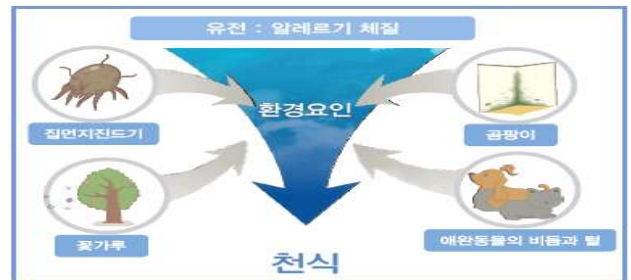 유전 : 알레르기 체질
환경요인
집먼지진드기
곰팡이
꽃가루
애완동물의 비듬과 털
천식